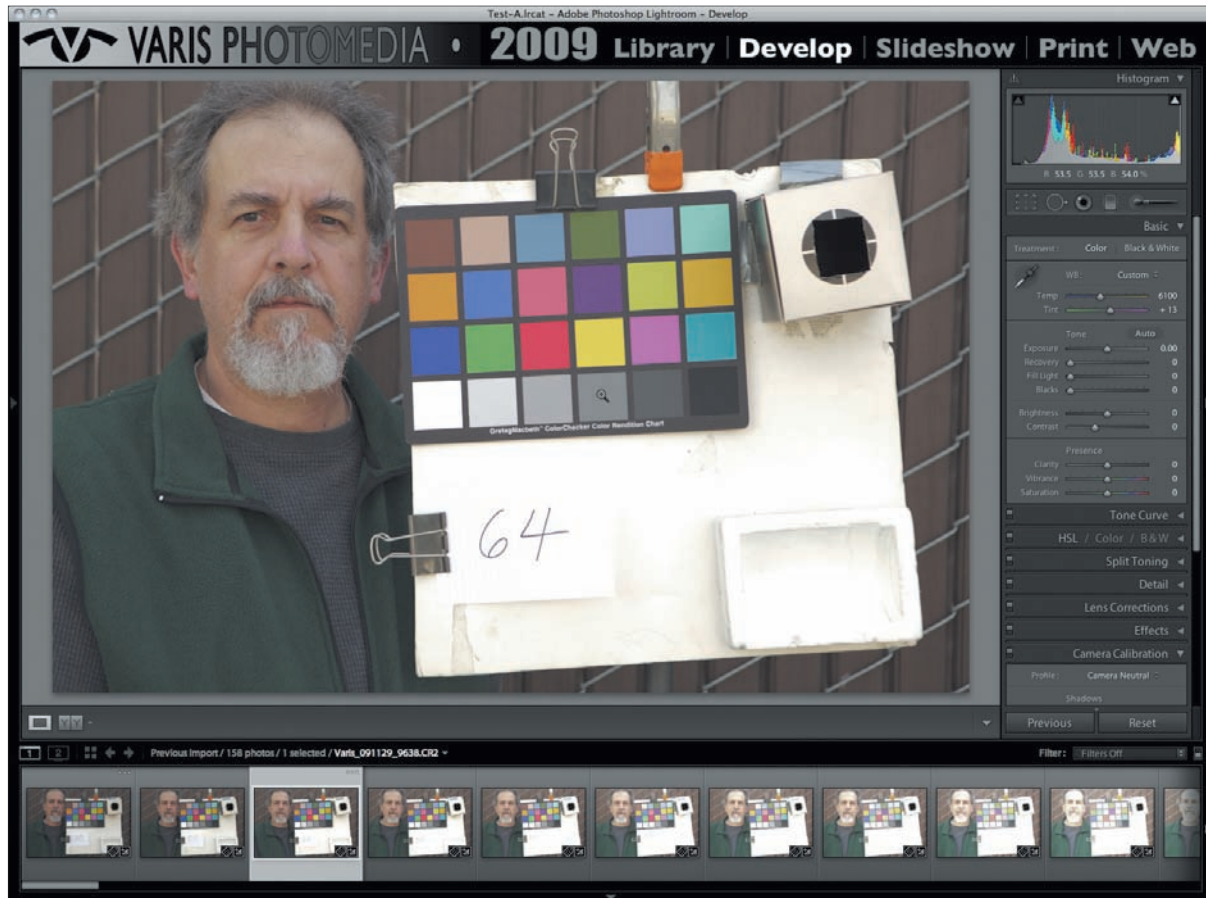 Test-A.lrcat – Adobe Photoshop Lightroom – Develop
VARIS PHOTOMEDIA • 2009 Library | Develop | Slideshow | Print | Web
Histogram
R 53.5 G 53.5 B 54.0 %
Basic
Treatment: Color | Black & White
WB: Custom
Temp 6100
Tint + 13
Tone Auto
Exposure 0.00
Recovery 0
Fill Light 0
Blacks 0
Brightness 0
Contrast 0
Presence
Clarity 0
Vibrance 0
Saturation 0
Tone Curve
HSL / Color / B&W
Split Toning
Detail
Lens Corrections
Effects
Camera Calibration
Profile: Camera Neutral
Shadows
Previous Reset
GretagMacbeth™ ColorChecker Color Rendition Chart
64
YY
1 2 Previous Import / 158 photos / 1 selected / Varis_091129_9638.CR2 Filter: Filters Off